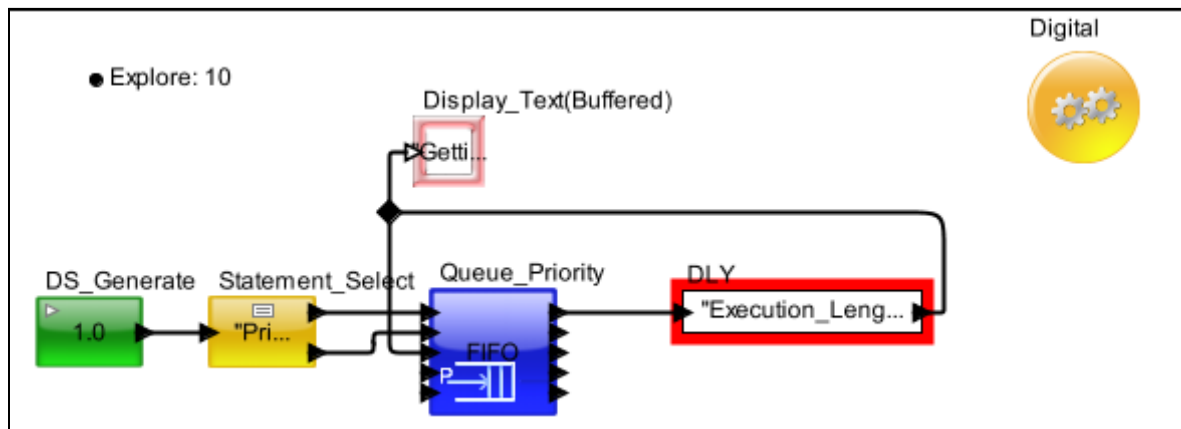 Digital
Explore: 10
Display_Text(Buffered)
"Getti...
DS_Generate
Statement_Select
Queue_Priority
DLY
1.0
"Pri...
FIFO
P
"Execution_Leng...